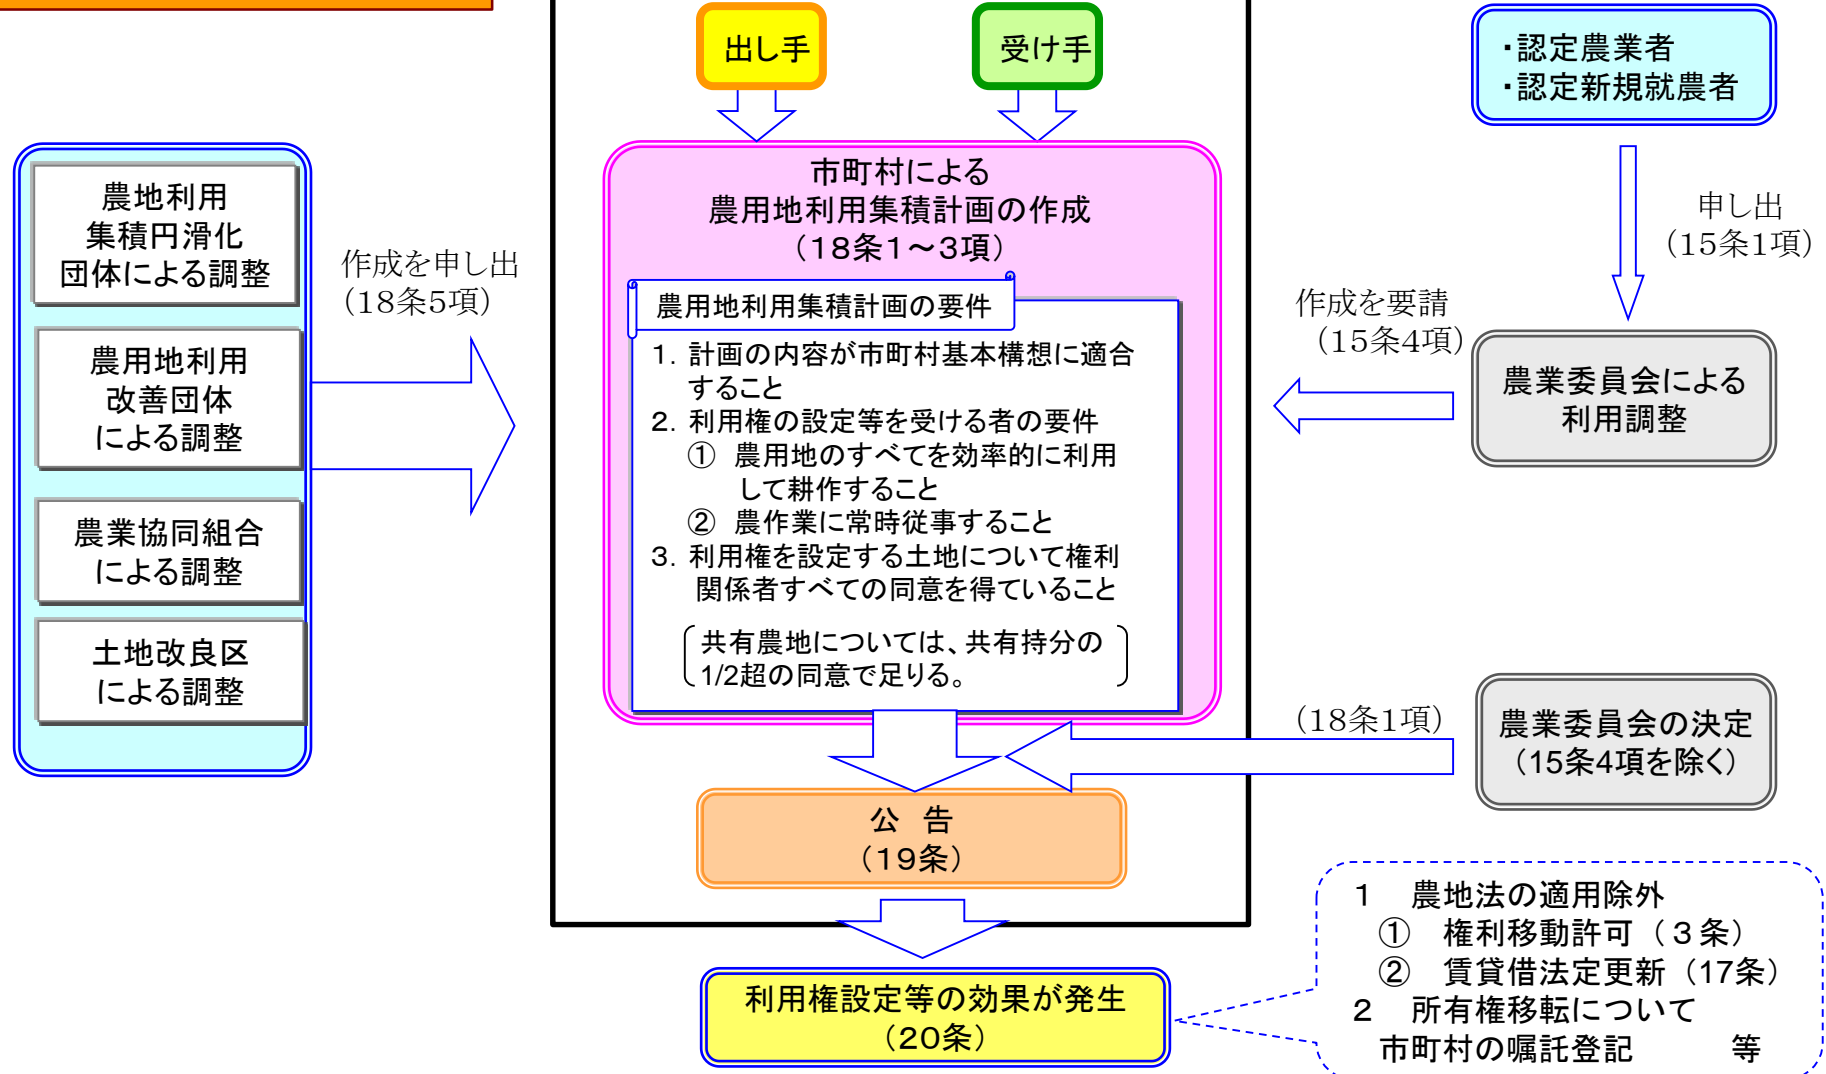 出し手
受け手
・認定農業者
・認定新規就農者
申し出
（15条1項）
農地利用
集積円滑化
団体による調整
農用地利用
改善団体
による調整
農業協同組合
による調整
土地改良区
による調整
作成を申し出
（18条5項）
市町村による
農用地利用集積計画の作成
（18条1～3項）
農用地利用集積計画の要件
1．計画の内容が市町村基本構想に適合
すること
2．利用権の設定等を受ける者の要件
①　農用地のすべてを効率的に利用
して耕作すること
②　農作業に常時従事すること
3．利用権を設定する土地について権利
関係者すべての同意を得ていること
共有農地については、共有持分の
1/2超の同意で足りる。
作成を要請
（15条4項）
農業委員会による
利用調整
（18条1項）
農業委員会の決定
（15条4項を除く）
公　告
（19条）
利用権設定等の効果が発生
（20条）
1　農地法の適用除外
①　権利移動許可（３条）
②　賃貸借法定更新（17条）
2　所有権移転について
市町村の嘱託登記　　　等